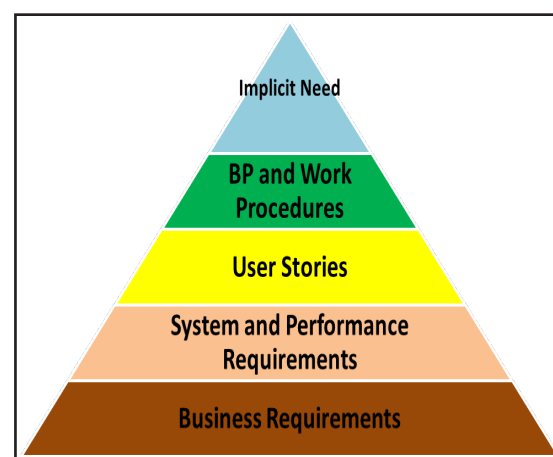 Implicit Need
BP and Work
Procedures
User Stories
System and Performance
Requirements
Business Requirements